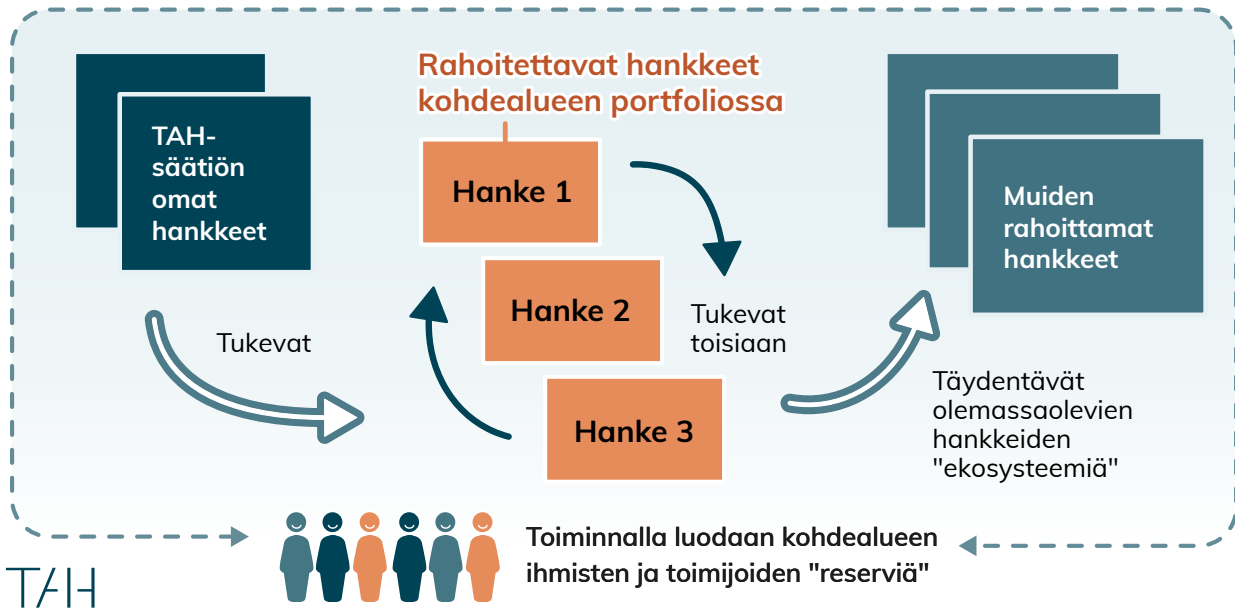 Rahoitettavat hankkeet
kohdealueen portfoliossa
TAH-
säätiön
omat
hankkeet
Hanke 1
Hanke 2
Hanke 3
Muiden
rahoittamat
hankkeet
Tukevat
Tukevat
toisiaan
Täydentävät
olemassaolevien
hankkeiden
"ekosysteemiä"
Toiminnalla luodaan kohdealueen
ihmisten ja toimijoiden "reserviä"
TAH